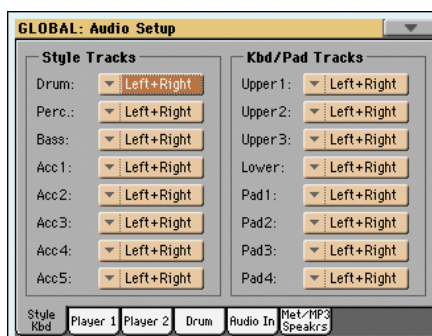 GLOBAL: Audio Setup
Style Tracks
Drum: Left+Right
Perc.: Left+Right
Bass: Left+Right
Acc1: Left+Right
Acc2: Left+Right
Acc3: Left+Right
Acc4: Left+Right
Acc5: Left+Right
Kbd/Pad Tracks
Upper1: Left+Right
Upper2: Left+Right
Upper3: Left+Right
Lower: Left+Right
Pad1: Left+Right
Pad2: Left+Right
Pad3: Left+Right
Pad4: Left+Right
Style Kbd
Player 1
Player 2
Drum
Audio In
Met/MP3 Speakrs